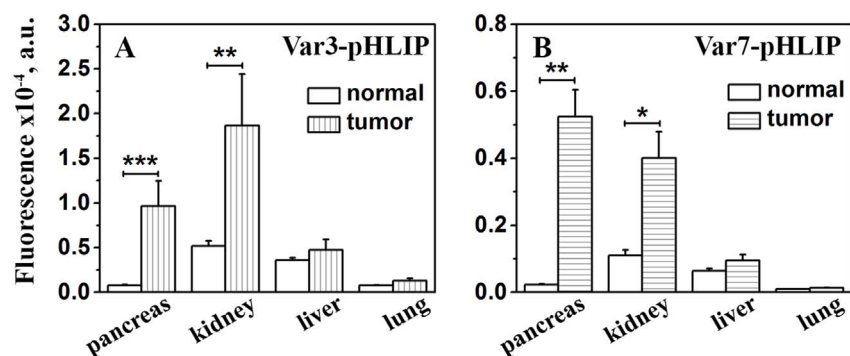 A
Var3-pHLIP
**
normal
tumor
***
Fluorescence x10⁻⁴, a.u.
3.0
2.5
2.0
1.5
1.0
0.5
0.0
pancreas
kidney
liver
lung
B
Var7-pHLIP
**
normal
tumor
*
0.8
0.6
0.4
0.2
0.0
pancreas
kidney
liver
lung